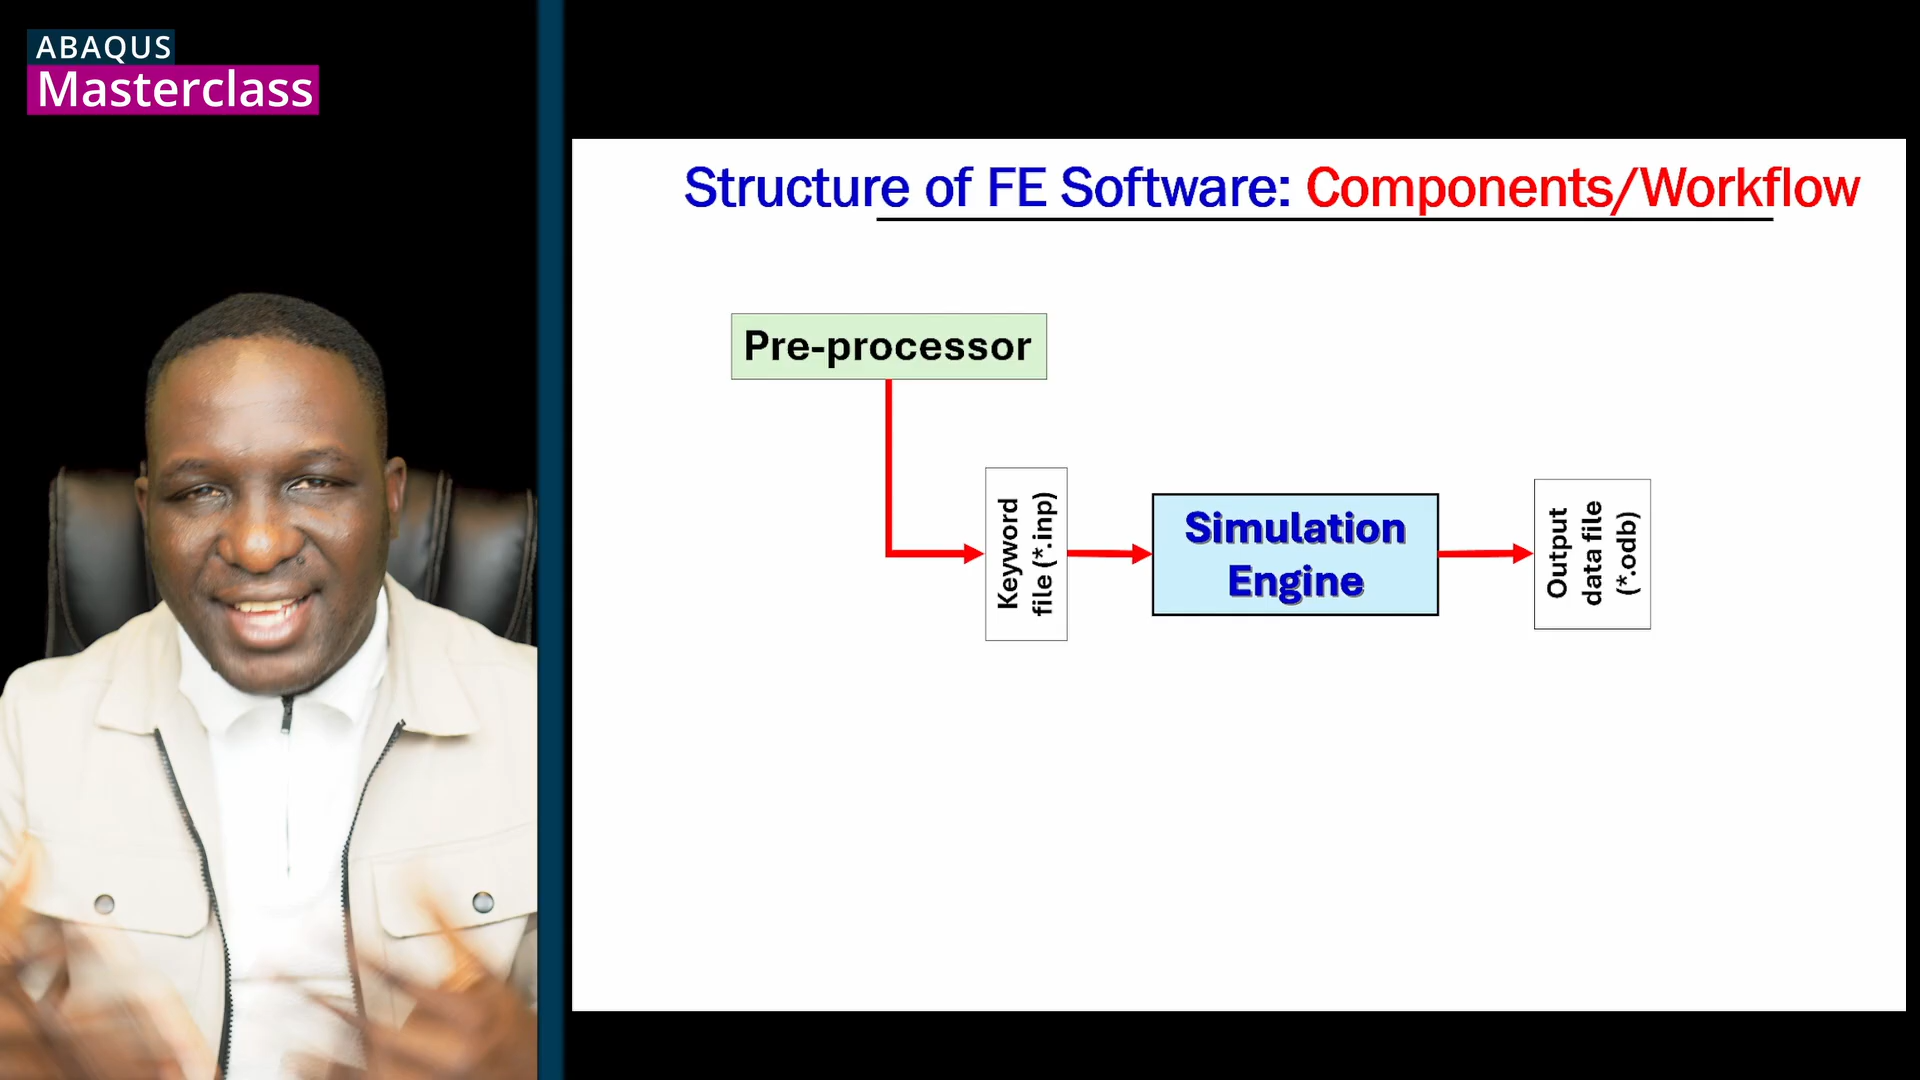 ABAQUS
Masterclass
Structure of FE Software: Components/Workflow
Pre-processor
Keyword
file (*.inp)
Simulation
Engine
Output
data file
(*.odb)